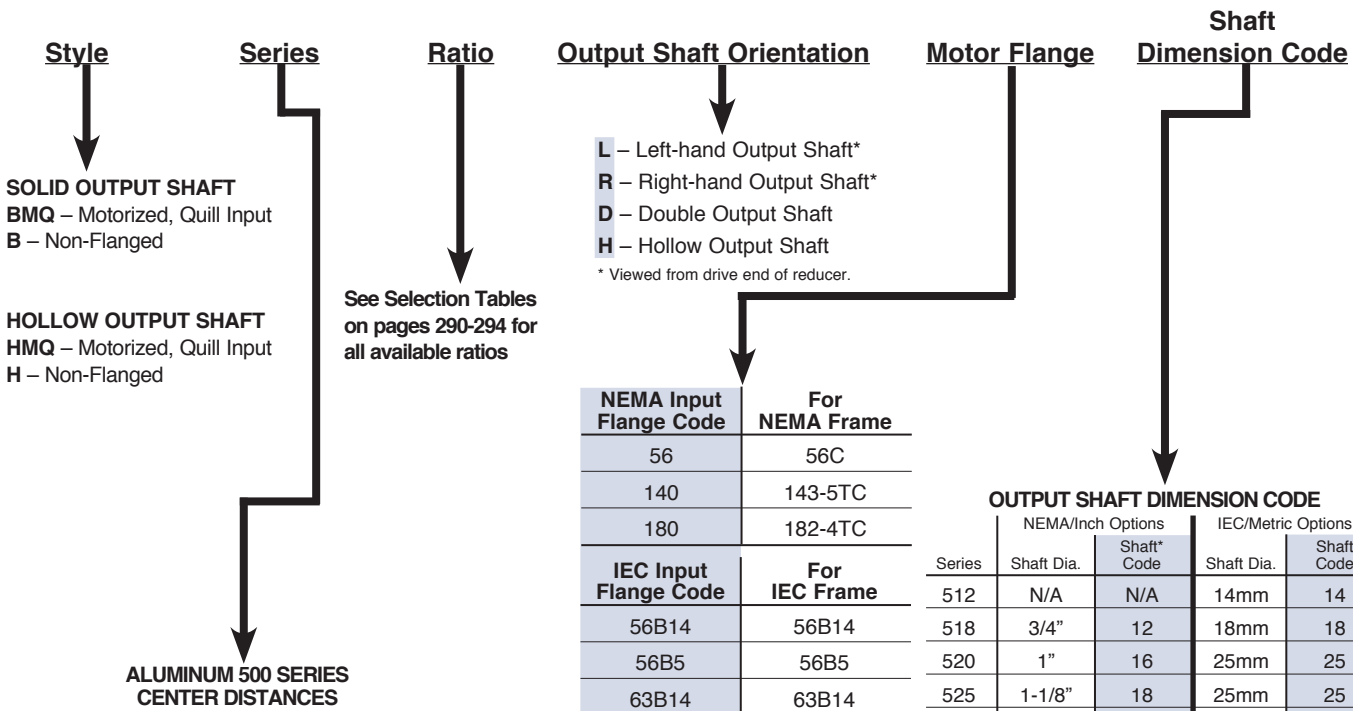 Style
Series
Ratio
Output Shaft Orientation
Motor Flange
Shaft
Dimension Code
SOLID OUTPUT SHAFT
BMQ – Motorized, Quill Input
B – Non-Flanged
HOLLOW OUTPUT SHAFT
HMQ – Motorized, Quill Input
H – Non-Flanged
See Selection Tables
on pages 290-294 for
all available ratios
L – Left-hand Output Shaft*
R – Right-hand Output Shaft*
D – Double Output Shaft
H – Hollow Output Shaft
* Viewed from drive end of reducer.
NEMA Input For
Flange Code NEMA Frame
56 56C
140 143-5TC
180 182-4TC
IEC Input For
Flange Code IEC Frame
56B14 56B14
56B5 56B5
63B14 63B14
OUTPUT SHAFT DIMENSION CODE
NEMA/Inch Options IEC/Metric Options
Series Shaft Dia. Shaft* Code Shaft Dia. Shaft Code
512 N/A N/A 14mm 14
518 3/4” 12 18mm 18
520 1” 16 25mm 25
525 1-1/8” 18 25mm 25
ALUMINUM 500 SERIES
CENTER DISTANCES